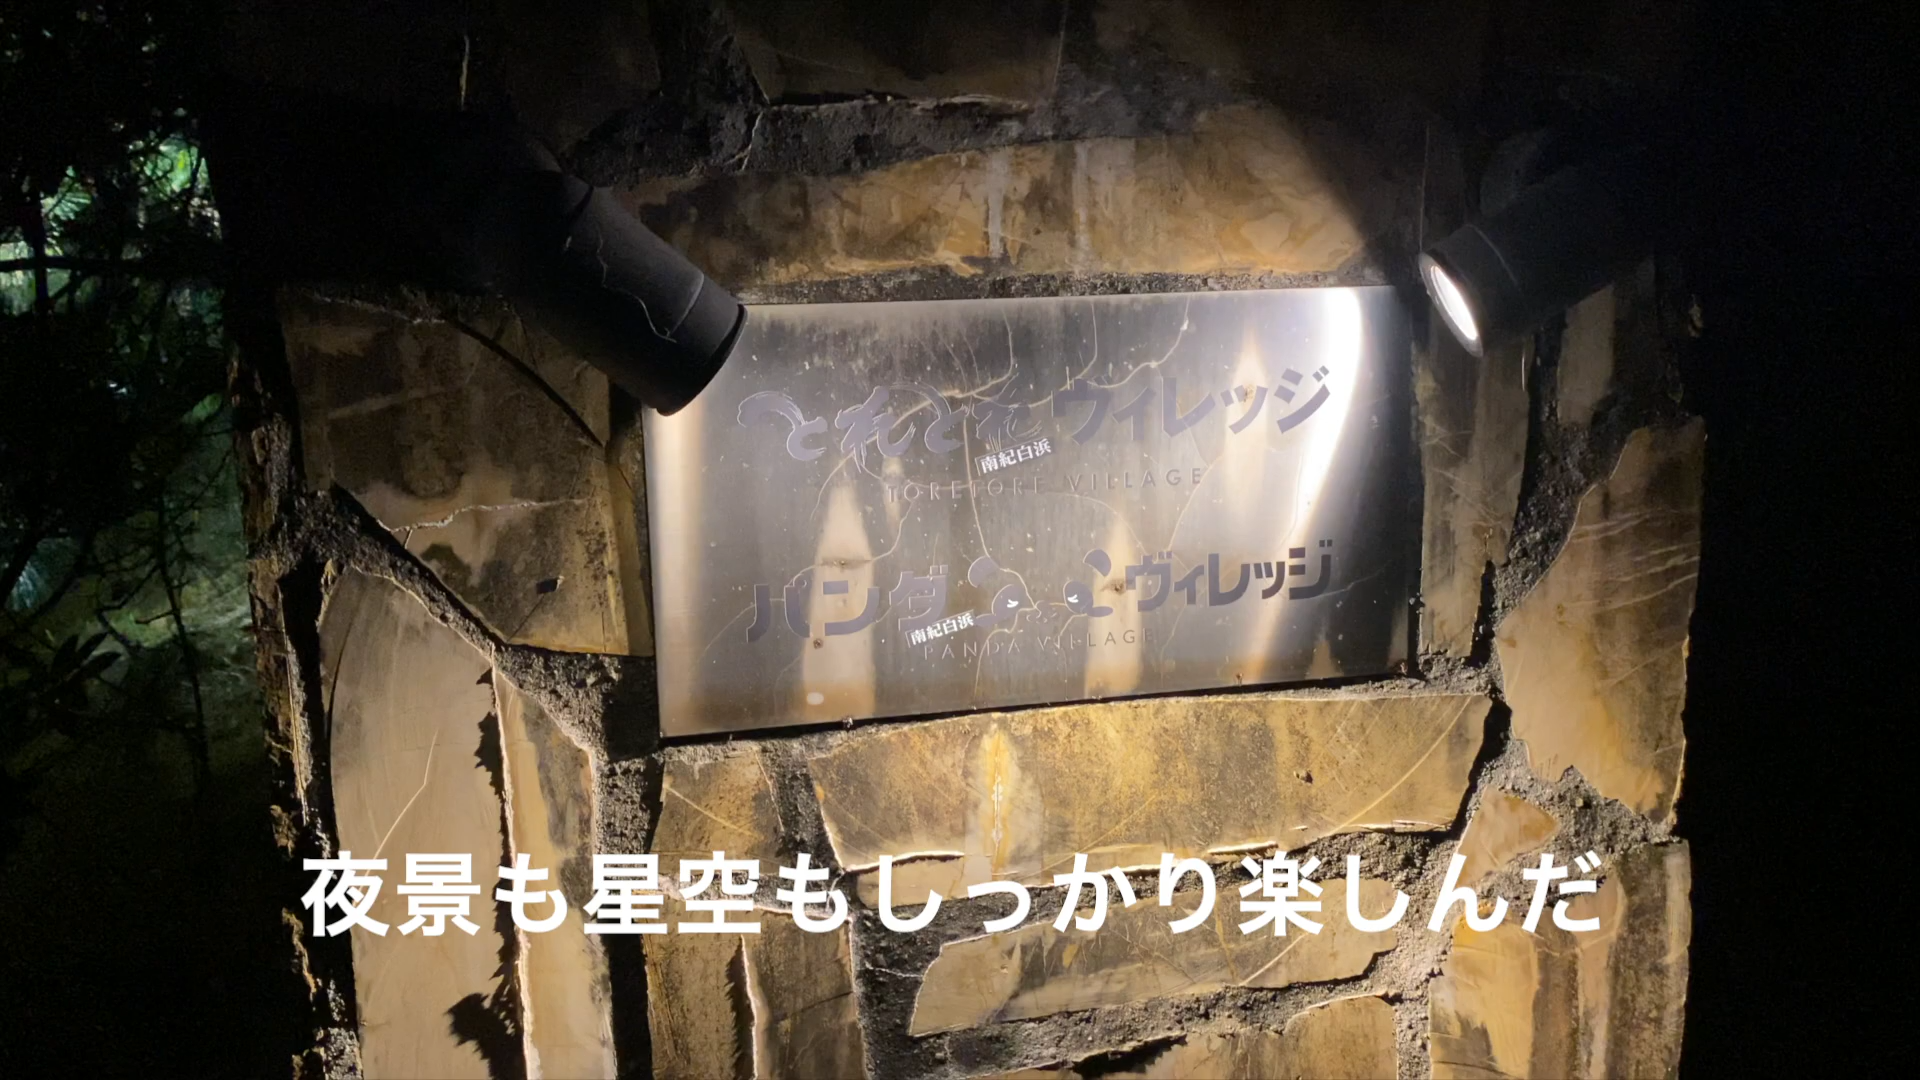 とれとれヴィレッジ
南紀白浜
TORETORE VILLAGE
パンダヴィレッジ
南紀白浜
PANDA VILLAGE
夜景も星空もしっかり楽しんだ